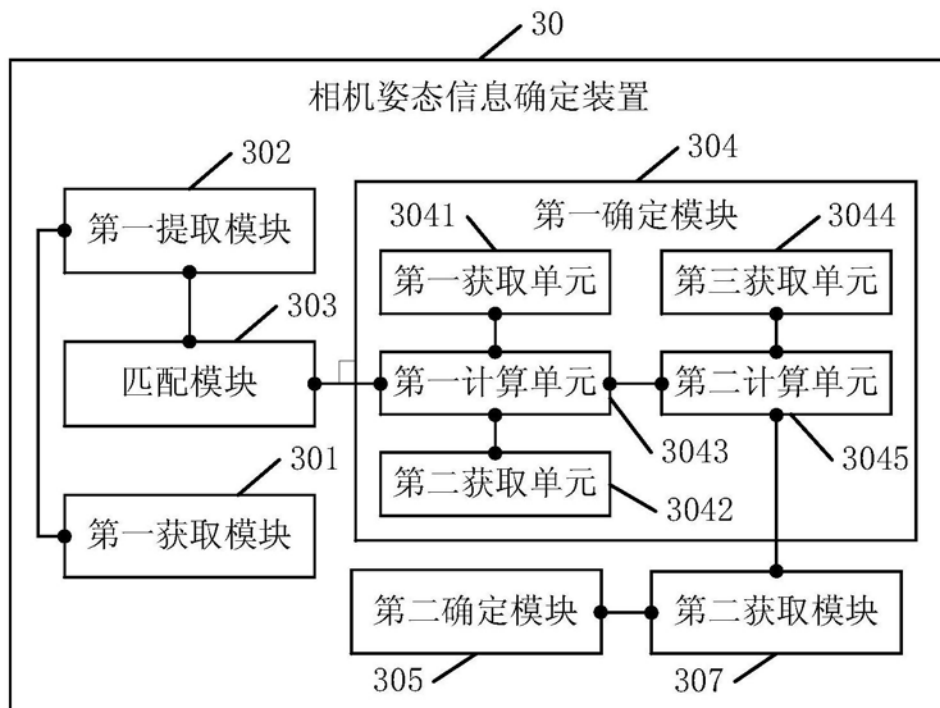 30
相机姿态信息确定装置
302
304
第一提取模块
第一确定模块
3041
3044
第一获取单元
第三获取单元
303
匹配模块
第一计算单元
第二计算单元
3043
3045
301
第二获取单元
3042
第一获取模块
第二确定模块
第二获取模块
305
307